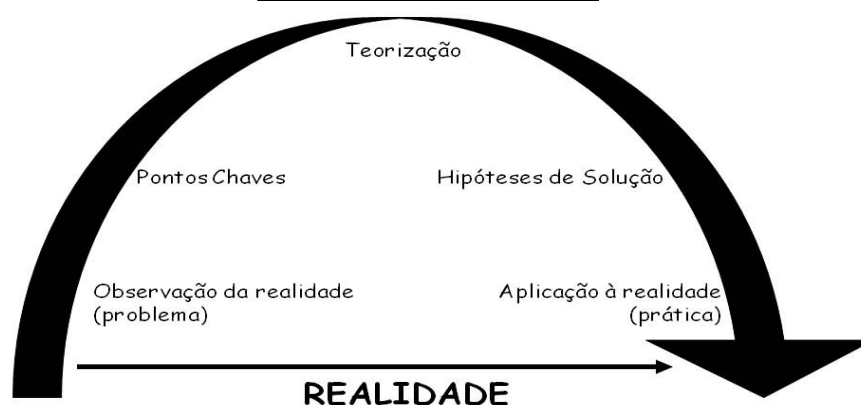 Teorização
Pontos Chaves
Hipóteses de Solução
Observação da realidade
(problema)
Aplicação à realidade
(prática)
REALIDADE